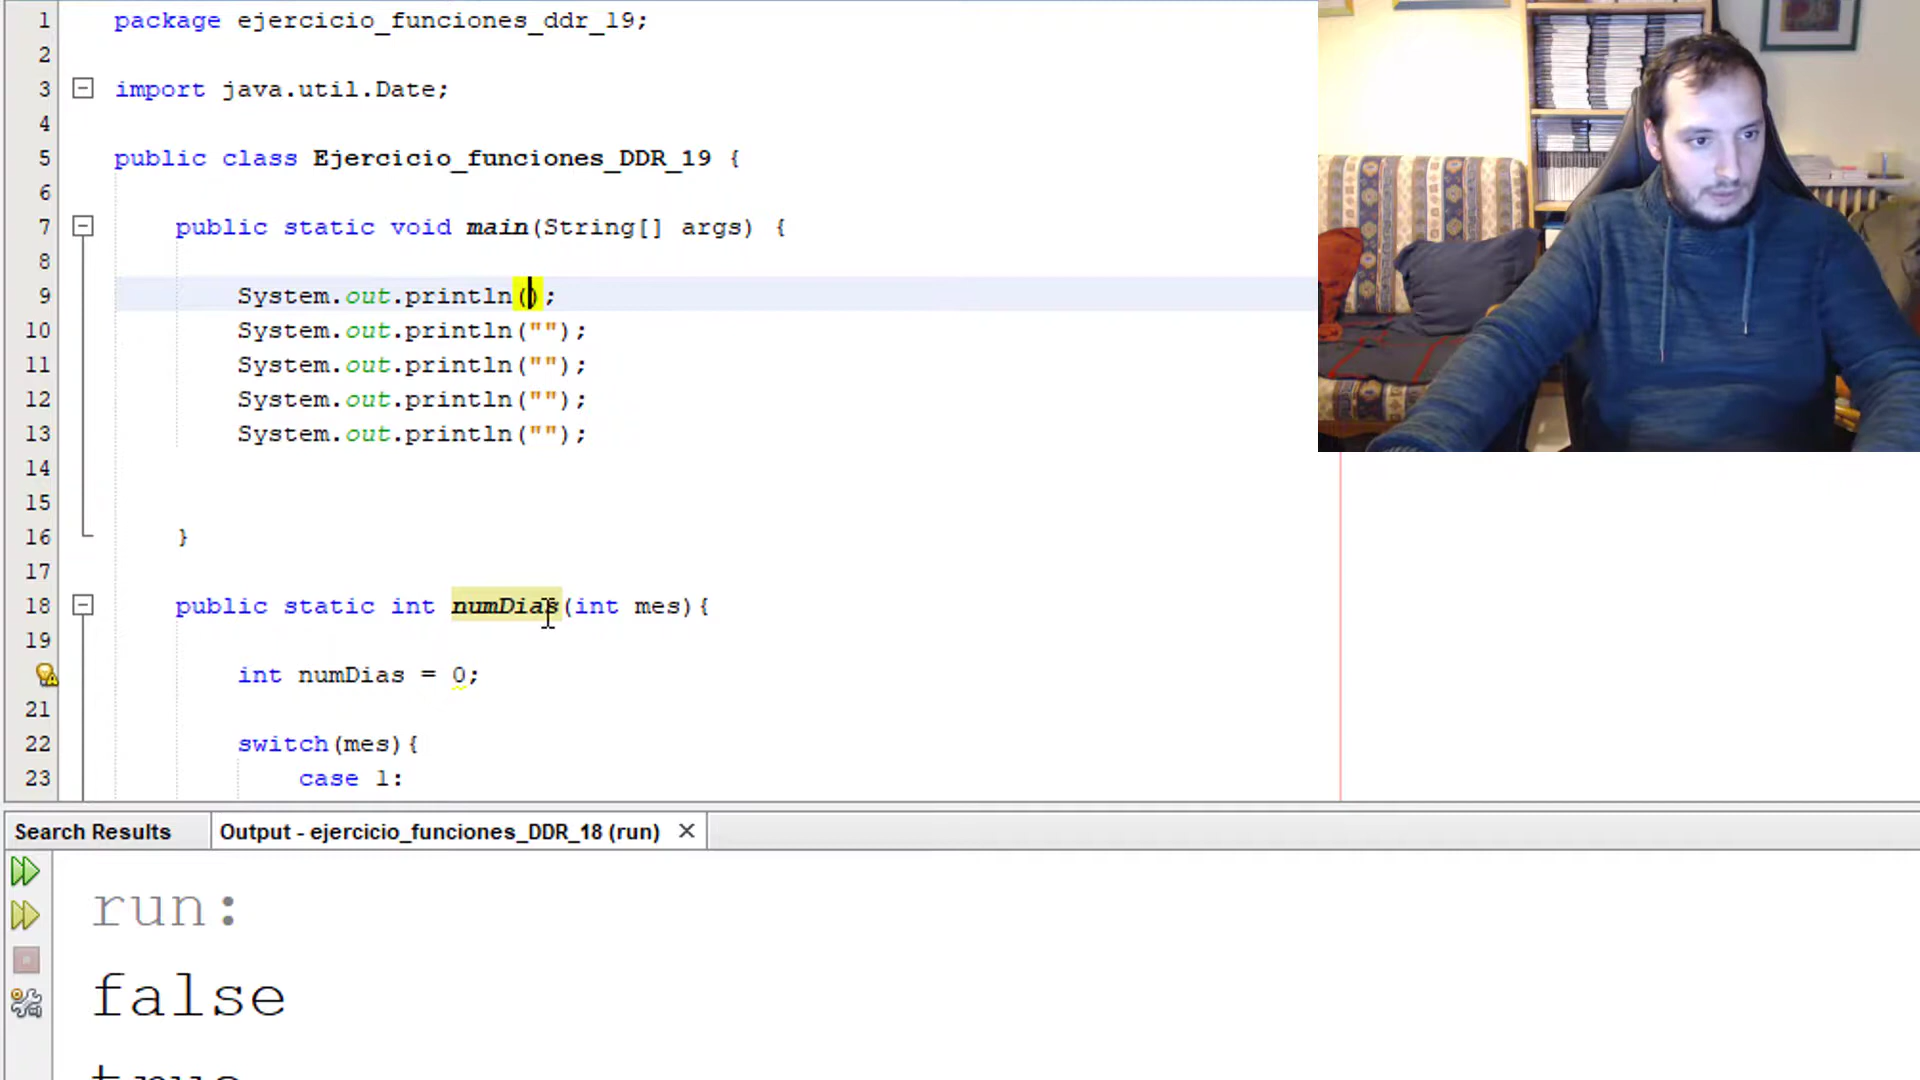 1 package ejercicio_funciones_ddr_19;
2
3 import java.util.Date;
4
5 public class Ejercicio_funciones_DDR_19 {
6
7 public static void main(String[] args) {
8
9 System.out.println();
10 System.out.println("");
11 System.out.println("");
12 System.out.println("");
13 System.out.println("");
14
15
16 }
17
18 public static int numDias(int mes){
19
int numDias = 0;
21
22 switch(mes){
23 case 1:
Search Results Output - ejercicio_funciones_DDR_18 (run)
run:
false
true